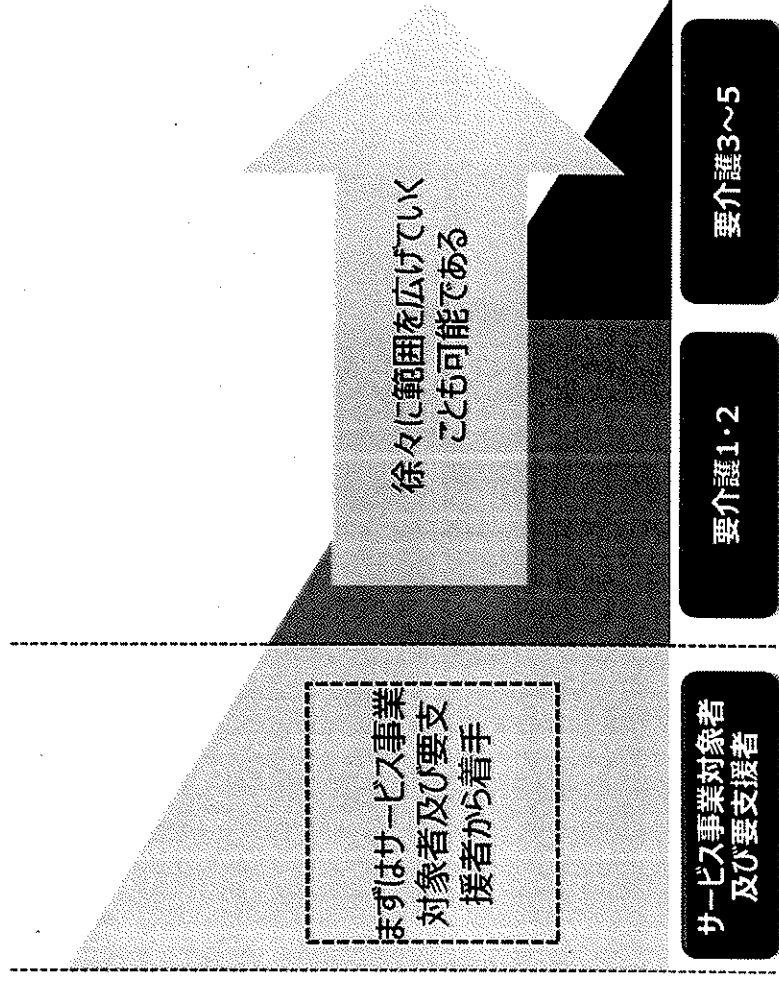 まずはサービス事業
対象者及び要支
援者から着手
徐々に範囲を広げていく
ことも可能である
サービス事業対象者
及び要支援者
要介護1・2
要介護3～5